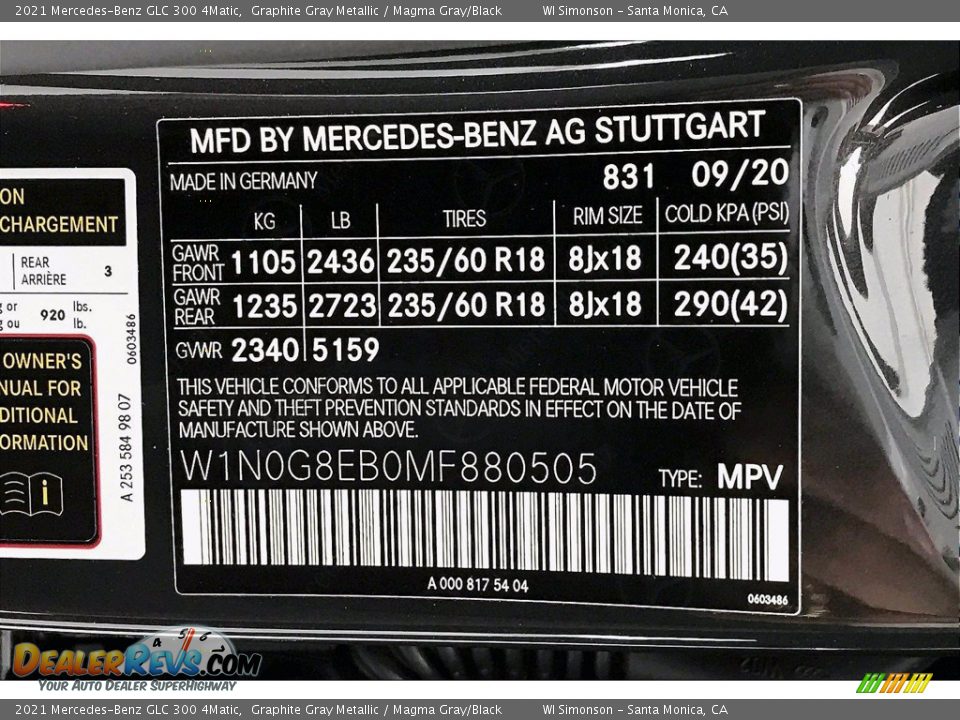 2021 Mercedes-Benz GLC 300 4Matic, Graphite Gray Metallic / Magma Gray/Black WI Simonson - Santa Monica, CA
MFD BY MERCEDES-BENZ AG STUTTGART
MADE IN GERMANY 831 09/20
KG LB TIRES RIM SIZE COLD KPA (PSI)
GAWR FRONT 1105 2436 235/60 R18 8Jx18 240(35)
GAWR REAR 1235 2723 235/60 R18 8Jx18 290(42)
GVWR 2340 5159
THIS VEHICLE CONFORMS TO ALL APPLICABLE FEDERAL MOTOR VEHICLE
SAFETY AND THEFT PREVENTION STANDARDS IN EFFECT ON THE DATE OF
MANUFACTURE SHOWN ABOVE.
W1N0G8EB0MF880505 TYPE: MPV
A 000 817 54 04
0603486
ON
CHARGEMENT
REAR
ARRIÈRE 3
g or 920 lbs.
g ou lb.
OWNER'S
NUAL FOR
DITIONAL
ORMATION
i
0603486
A 253 584 98 07
DEALERREVS.COM
YOUR AUTO DEALER SUPERHIGHWAY
2021 Mercedes-Benz GLC 300 4Matic, Graphite Gray Metallic / Magma Gray/Black WI Simonson - Santa Monica, CA